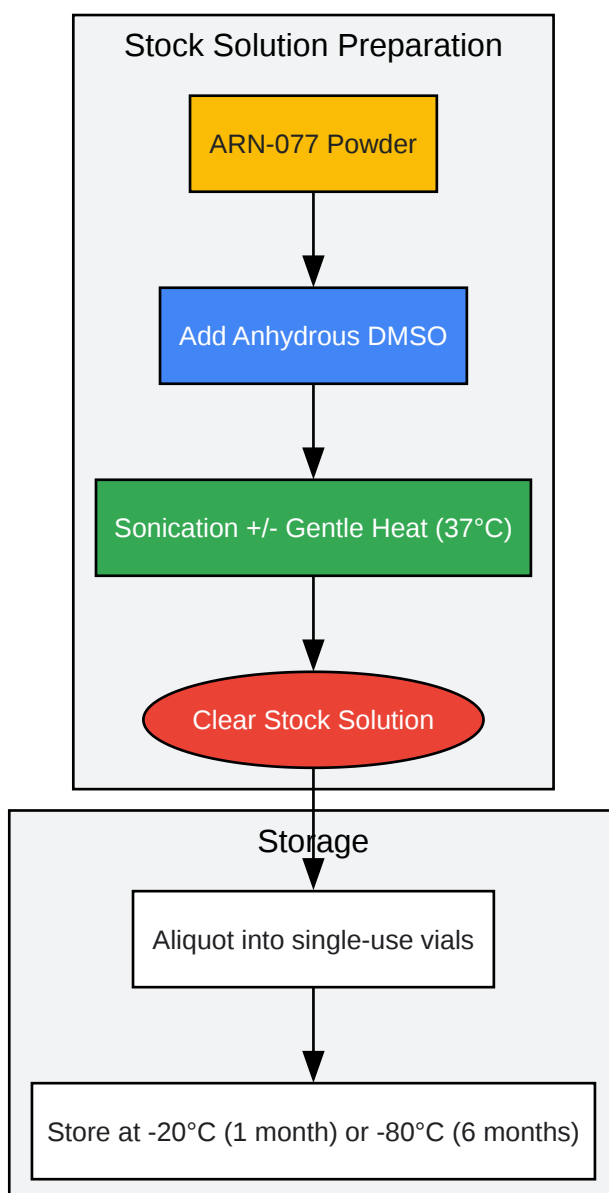 Stock Solution Preparation
ARN-077 Powder
Add Anhydrous DMSO
Sonication +/- Gentle Heat (37°C)
Clear Stock Solution
Storage
Aliquot into single-use vials
Store at -20°C (1 month) or -80°C (6 months)